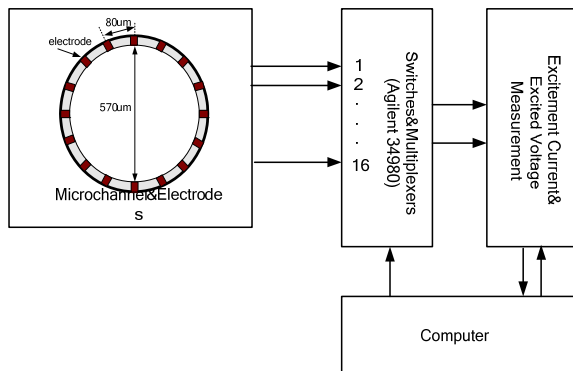 80um
electrode
570um
Microchannel&Electrode
s
1
2
.
.
.
16
Switches&Multiplexers
(Agilent 34980)
Excitement Current&
Excited Voltage
Measurement
Computer